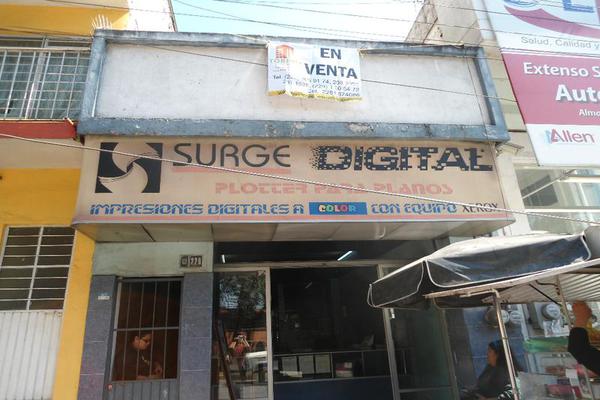 EN
VENTA
SURGE DIGITAL
PLOTTER PARA PLANOS
IMPRESIONES DIGITALES A COLOR CON EQUIPO XEROX
Salud, Calidad y
Extenso S
Auto
Allen